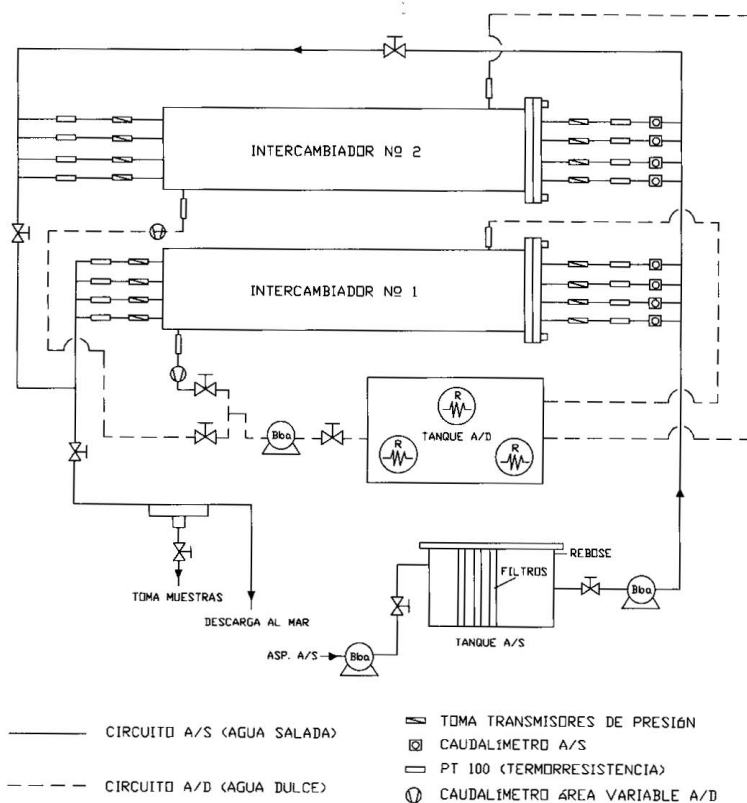 INTERCAMBIADOR Nº 2
INTERCAMBIADOR Nº 1
R
TANQUE A/D
R
R
Bba
REBOSE
FILTROS
Bba
TOMA MUESTRAS
DESCARGA AL MAR
TANQUE A/S
ASP. A/S
Bba
CIRCUITO A/S (AGUA SALADA)
CIRCUITO A/D (AGUA DULCE)
TOMA TRANSMISORES DE PRESIóN
CAUDALíMETRO A/S
PT 100 (TERMORRESISTENCIA)
CAUDALíMETRO áREA VARIABLE A/D